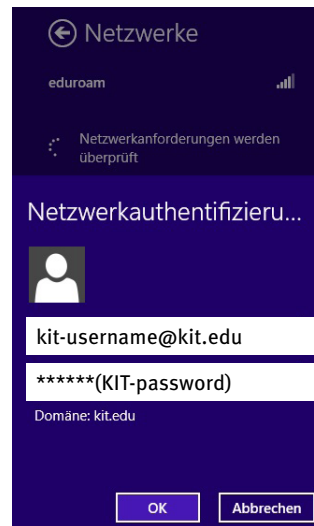 Netzwerke
eduroam
Netzwerkanforderungen werden
überprüft
Netzwerkauthentifizieru...
kit-username@kit.edu
******(KIT-password)
Domäne: kit.edu
OK Abbrechen